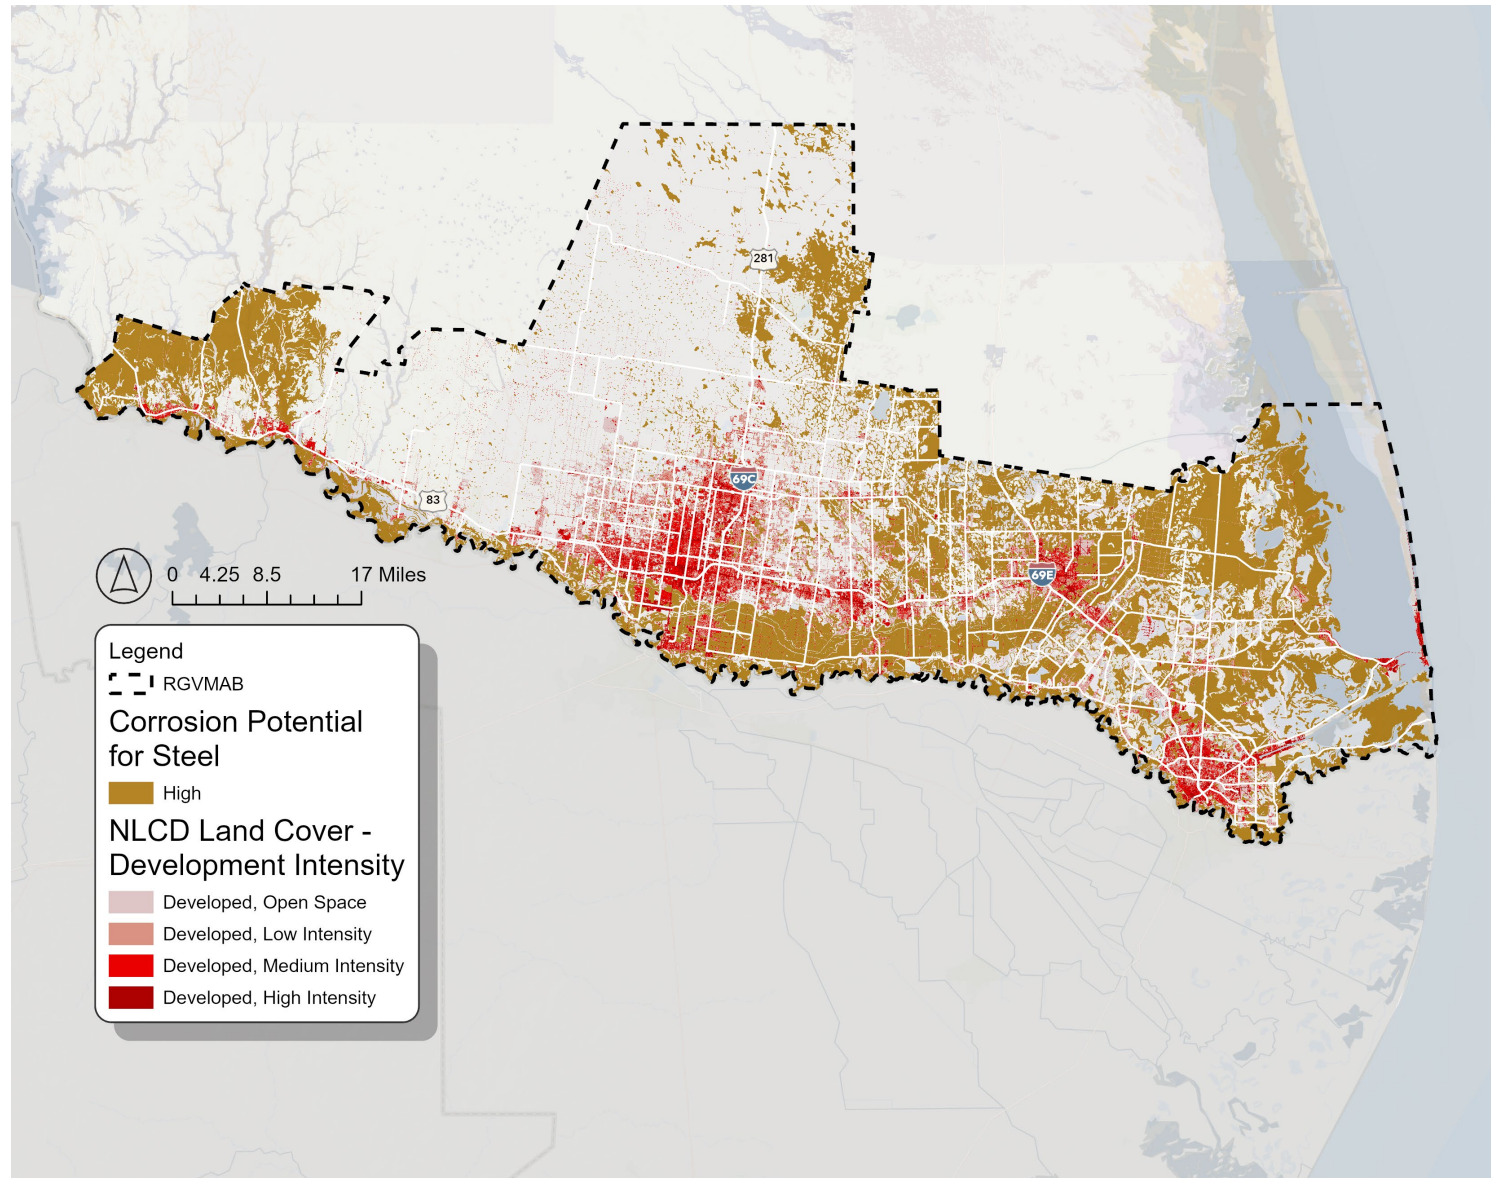 281
69C
83
69E
0 4.25 8.5 17 Miles
Legend
RGVMAB
Corrosion Potential
for Steel
High
NLCD Land Cover -
Development Intensity
Developed, Open Space
Developed, Low Intensity
Developed, Medium Intensity
Developed, High Intensity